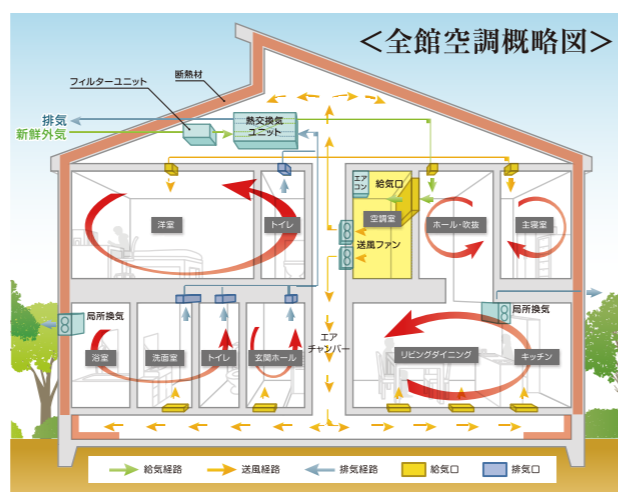 ＜全館空調概略図＞
フィルターユニット
断熱材
排気
新鮮外気
熱交換気
ユニット
エア
コン
給気口
空調室
送風ファン
洋室
トイレ
ホール・吹抜
主寝室
局所換気
局所換気
浴室
洗面室
トイレ
玄関ホール
エア
チャンバー
リビングダイニング
キッチン
給気経路
送風経路
排気経路
給気口
排気口